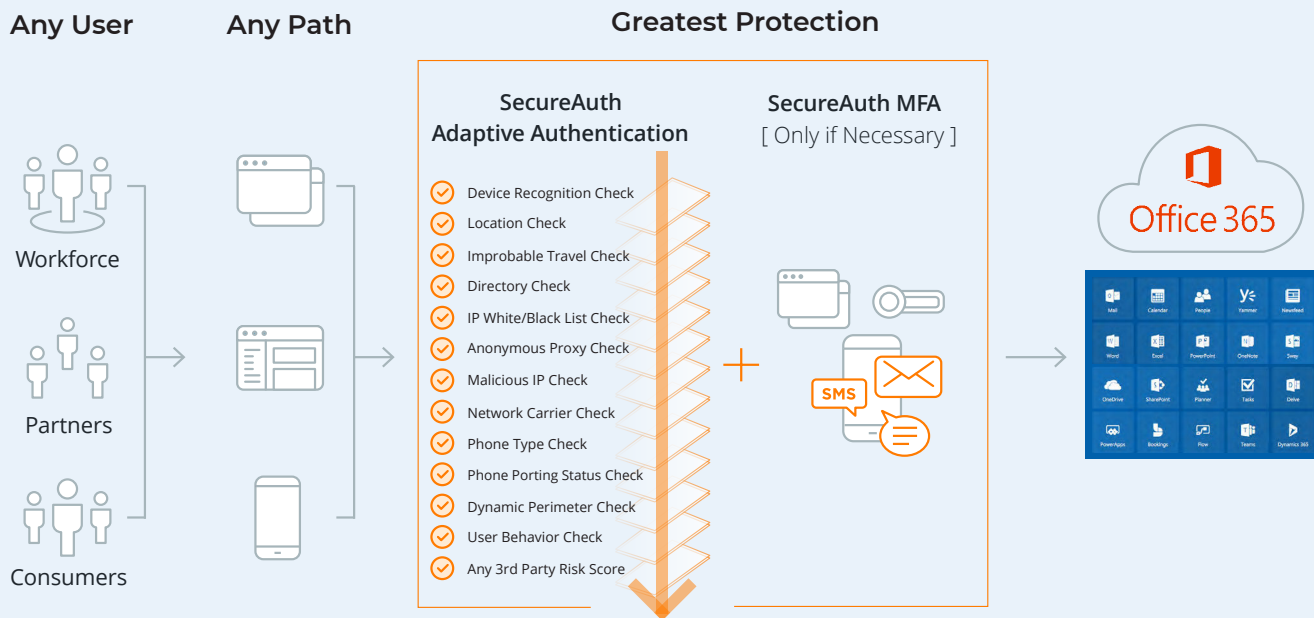 Any User
Any Path
Greatest Protection
Workforce
Partners
Consumers
SecureAuth
Adaptive Authentication
Device Recognition Check
Location Check
Improbable Travel Check
Directory Check
IP White/Black List Check
Anonymous Proxy Check
Malicious IP Check
Network Carrier Check
Phone Type Check
Phone Porting Status Check
Dynamic Perimeter Check
User Behavior Check
Any 3rd Party Risk Score
SecureAuth MFA
[ Only if Necessary ]
SMS
Office 365
Mail Calendar People Yammer Newsfeed
Word Excel PowerPoint OneNote Sway
OneDrive SharePoint Planner Tasks Delve
PowerApps Bookings Flow Teams Dynamics 365